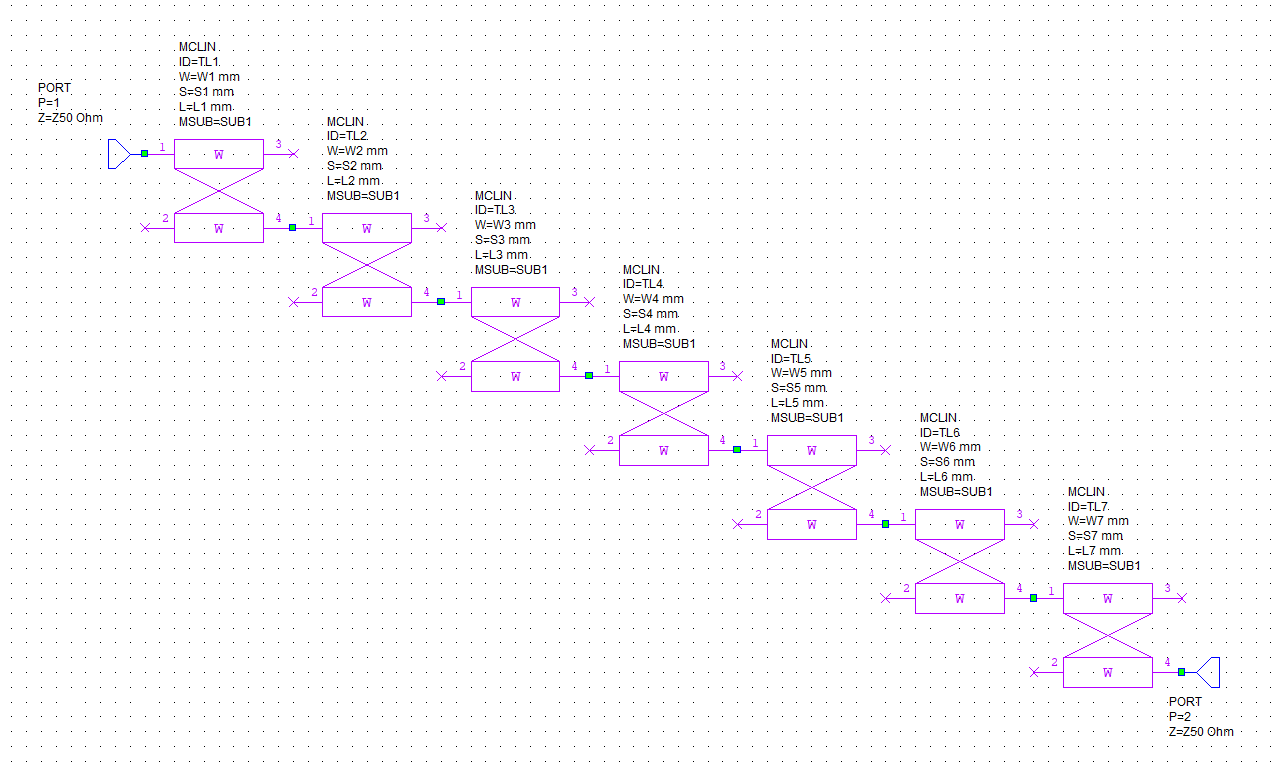 MCLIN
ID=TL1
W=W1 mm
S=S1 mm
L=L1 mm
MSUB=SUB1
PORT
P=1
Z=Z50 Ohm
1
W
3
2
W
4
MCLIN
ID=TL2
W=W2 mm
S=S2 mm
L=L2 mm
MSUB=SUB1
1
W
3
2
W
4
MCLIN
ID=TL3
W=W3 mm
S=S3 mm
L=L3 mm
MSUB=SUB1
1
W
3
2
W
4
MCLIN
ID=TL4
W=W4 mm
S=S4 mm
L=L4 mm
MSUB=SUB1
1
W
3
2
W
4
MCLIN
ID=TL5
W=W5 mm
S=S5 mm
L=L5 mm
MSUB=SUB1
1
W
3
2
W
4
MCLIN
ID=TL6
W=W6 mm
S=S6 mm
L=L6 mm
MSUB=SUB1
1
W
3
2
W
4
MCLIN
ID=TL7
W=W7 mm
S=S7 mm
L=L7 mm
MSUB=SUB1
1
W
3
2
W
4
PORT
P=2
Z=Z50 Ohm